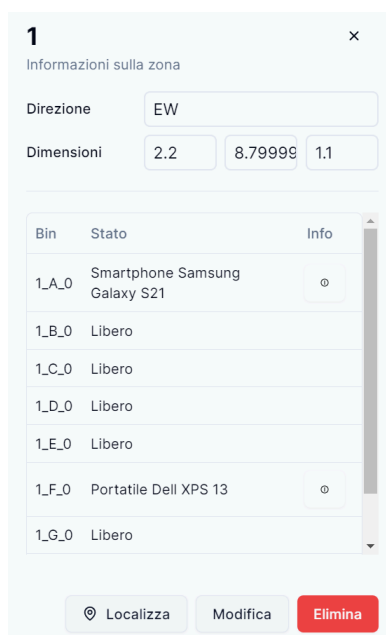 1
Informazioni sulla zona
Direzione EW
Dimensioni 2.2 8.79999 1.1
Bin Stato Info
1_A_0 Smartphone Samsung
Galaxy S21
1_B_0 Libero
1_C_0 Libero
1_D_0 Libero
1_E_0 Libero
1_F_0 Portatile Dell XPS 13
1_G_0 Libero
Localizza Modifica Elimina